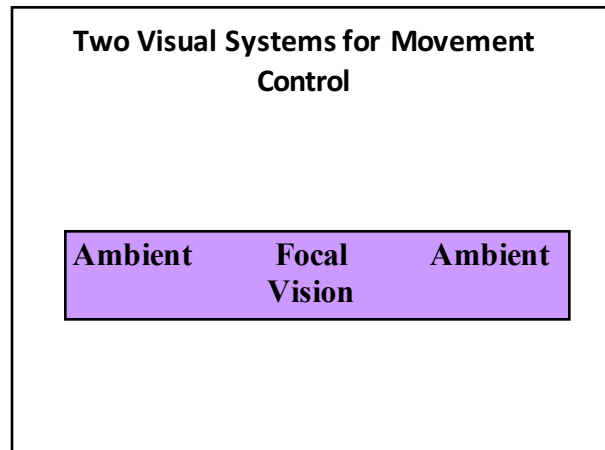 Two Visual Systems for Movement
Control
Ambient Focal Ambient
Vision